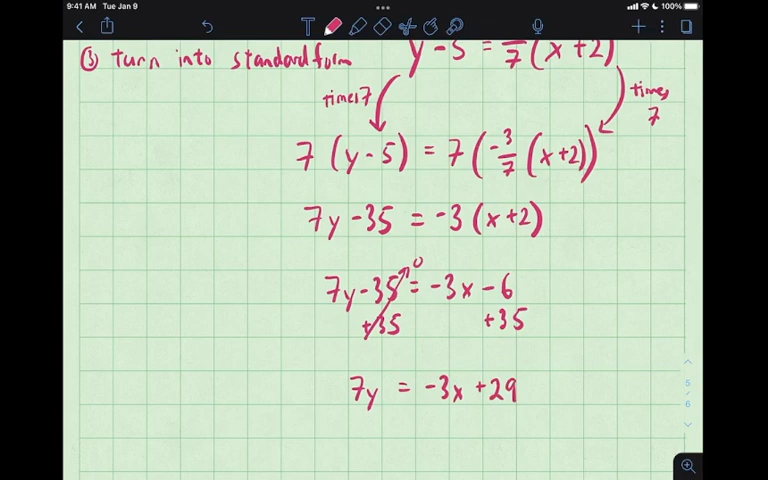 9:41 AM Tue Jan 9
100%
③ turn into standard form y-5 = 7(x+2)
times 7
times 7
7(y-5) = 7(-3/7(x+2))
7y-35 = -3(x+2)
0
7y-35 = -3x-6
+35 +35
7y = -3x+29
5
6